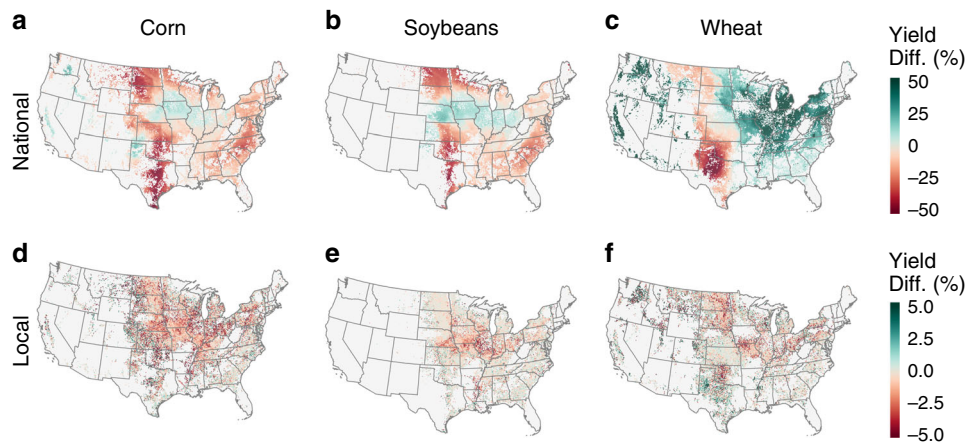 a Corn b Soybeans c Wheat Yield
Diff. (%)
National
50
25
0
−25
−50
d e f Yield
Diff. (%)
Local
5.0
2.5
0.0
−2.5
−5.0